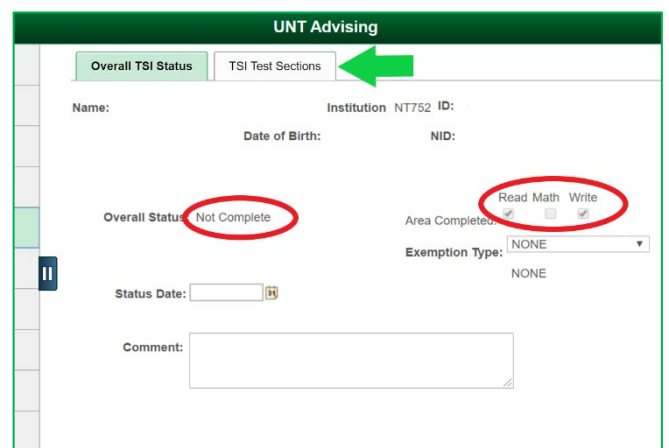 UNT Advising
Overall TSI Status TSI Test Sections
Name: Institution NT752 ID:
Date of Birth: NID:
Read Math Write
Overall Status Not Complete Area Completed:
Exemption Type: NONE
NONE
Status Date: 31
Comment: